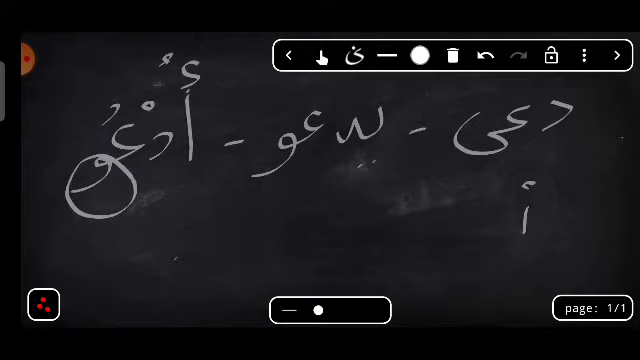 دعى - يدعو - أُدْعُو
أ
page: 1/1